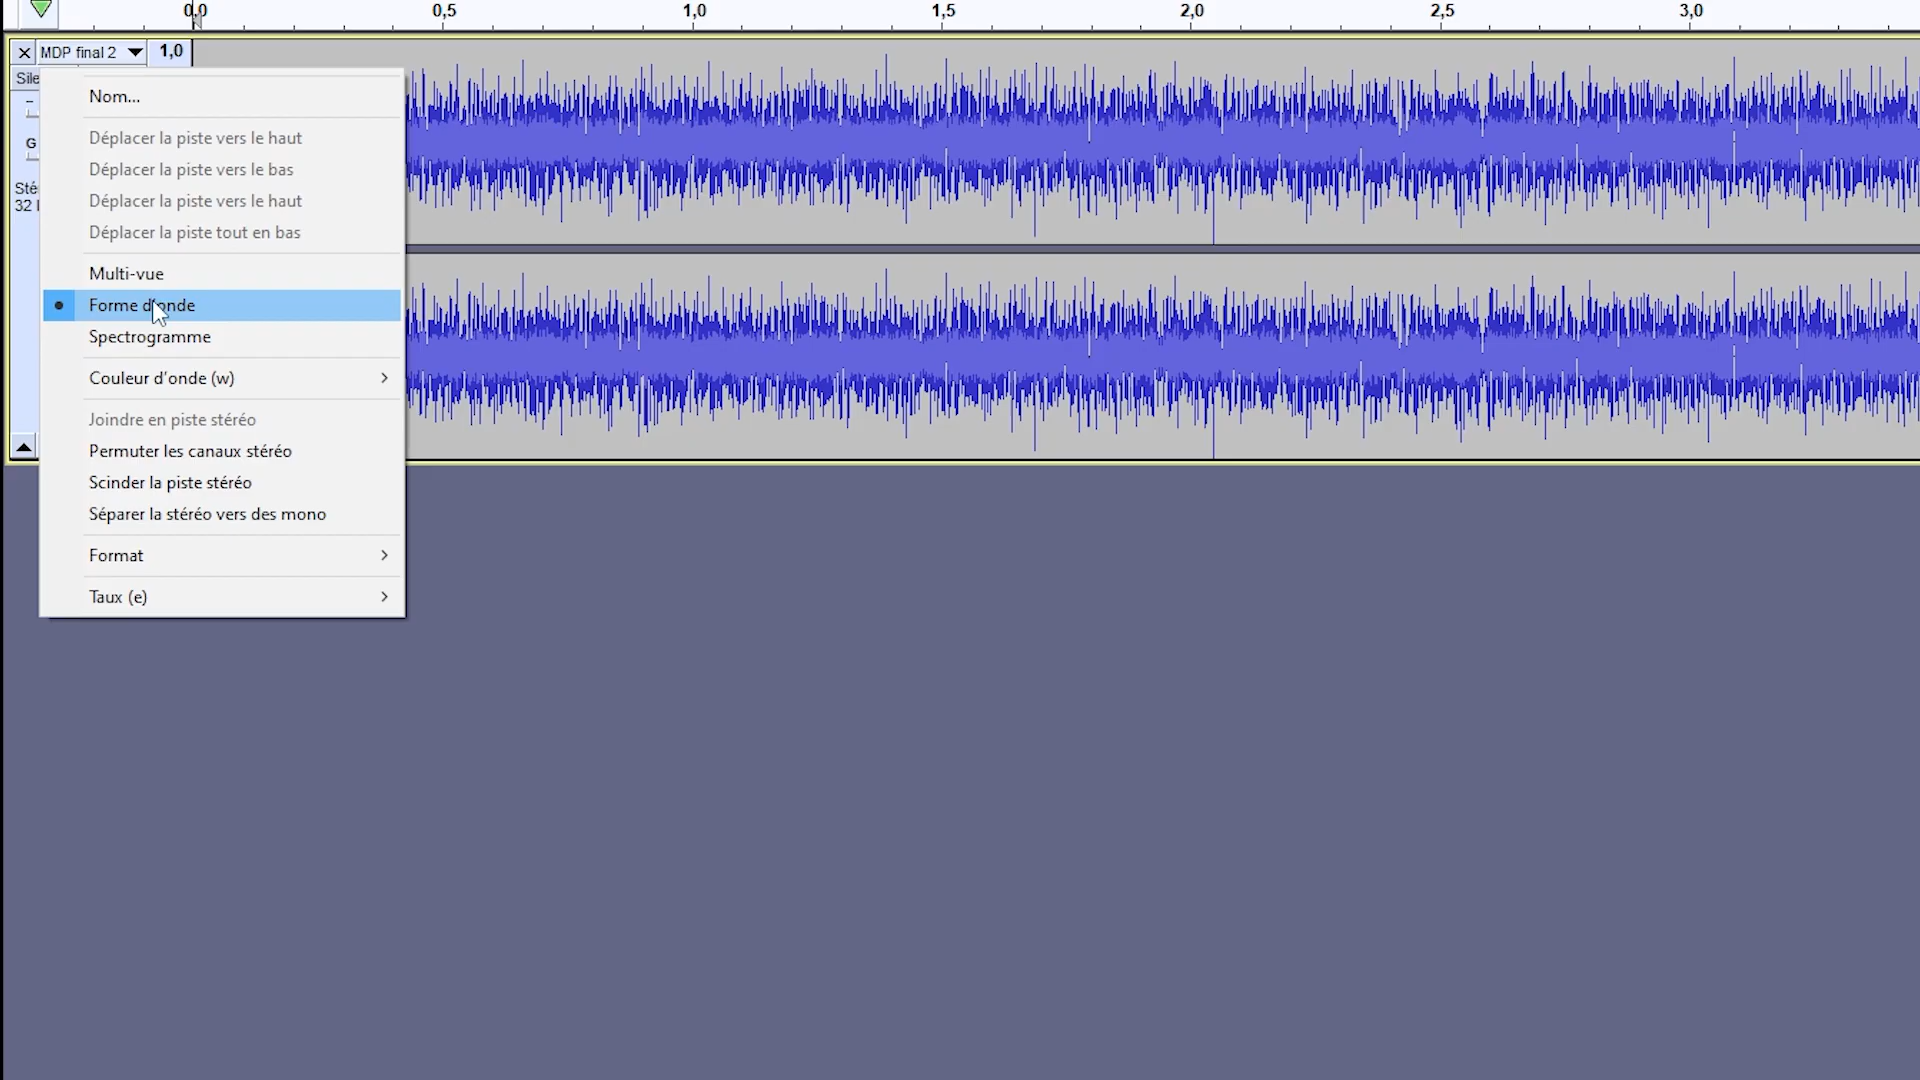 0,0 0,5 1,0 1,5 2,0 2,5 3,0
MDP final 2 1,0
Nom...
Déplacer la piste vers le haut
Déplacer la piste vers le bas
G
Déplacer la piste vers le haut
Déplacer la piste tout en bas
Multi-vue
Forme d'onde
Spectrogramme
Couleur d'onde (w)
Joindre en piste stéréo
Permuter les canaux stéréo
Scinder la piste stéréo
Séparer la stéréo vers des mono
Format
Taux (e)